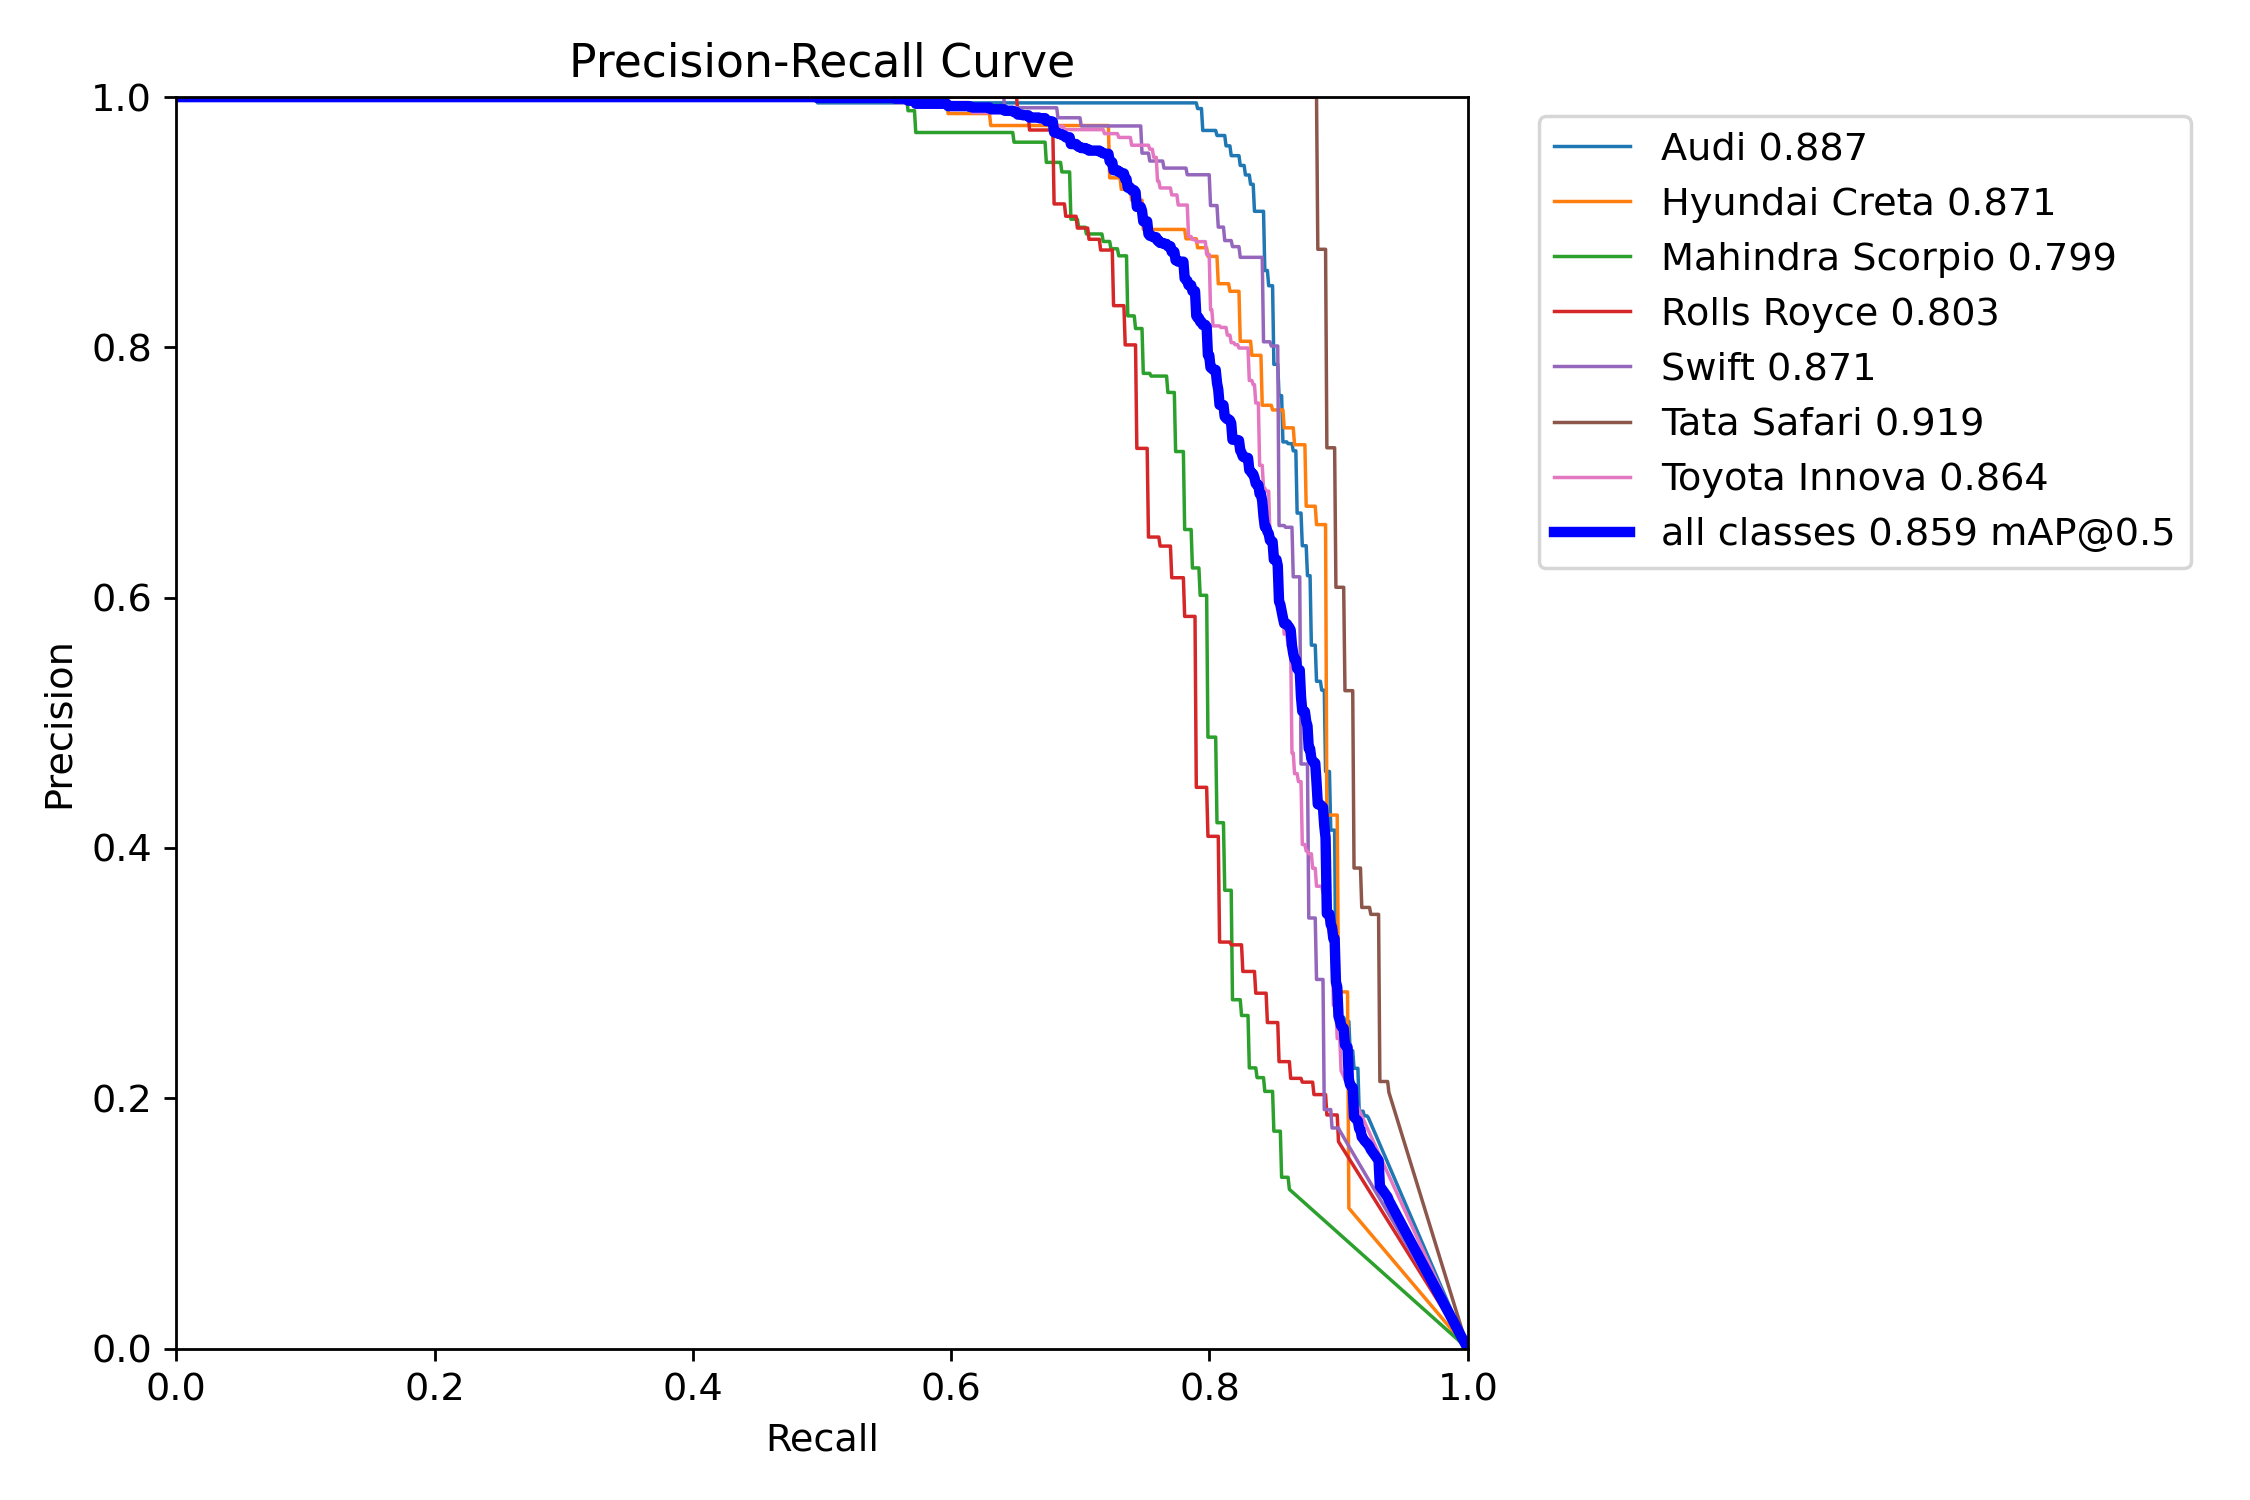 Precision-Recall Curve
1.0
0.8
0.6
0.4
0.2
0.0
Precision
0.0 0.2 0.4 0.6 0.8 1.0
Recall
Audi 0.887
Hyundai Creta 0.871
Mahindra Scorpio 0.799
Rolls Royce 0.803
Swift 0.871
Tata Safari 0.919
Toyota Innova 0.864
all classes 0.859 mAP@0.5